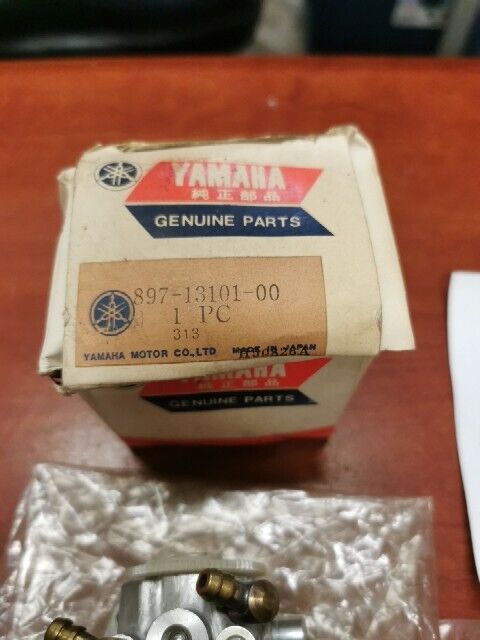 YAMAHA
純正部品
GENUINE PARTS
897-13101-00
1 PC
313
YAMAHA MOTOR CO.,LTD MADE IN JAPAN
YAMAHA
純正部品
GENUINE PARTS